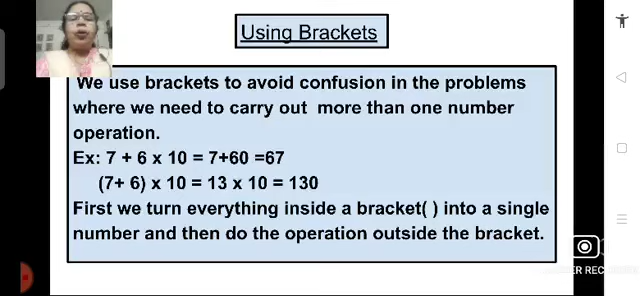 Using Brackets
We use brackets to avoid confusion in the problems
where we need to carry out more than one number
operation.
Ex: 7 + 6 x 10 = 7+60 =67
(7+ 6) x 10 = 13 x 10 = 130
First we turn everything inside a bracket( ) into a single
number and then do the operation outside the bracket.